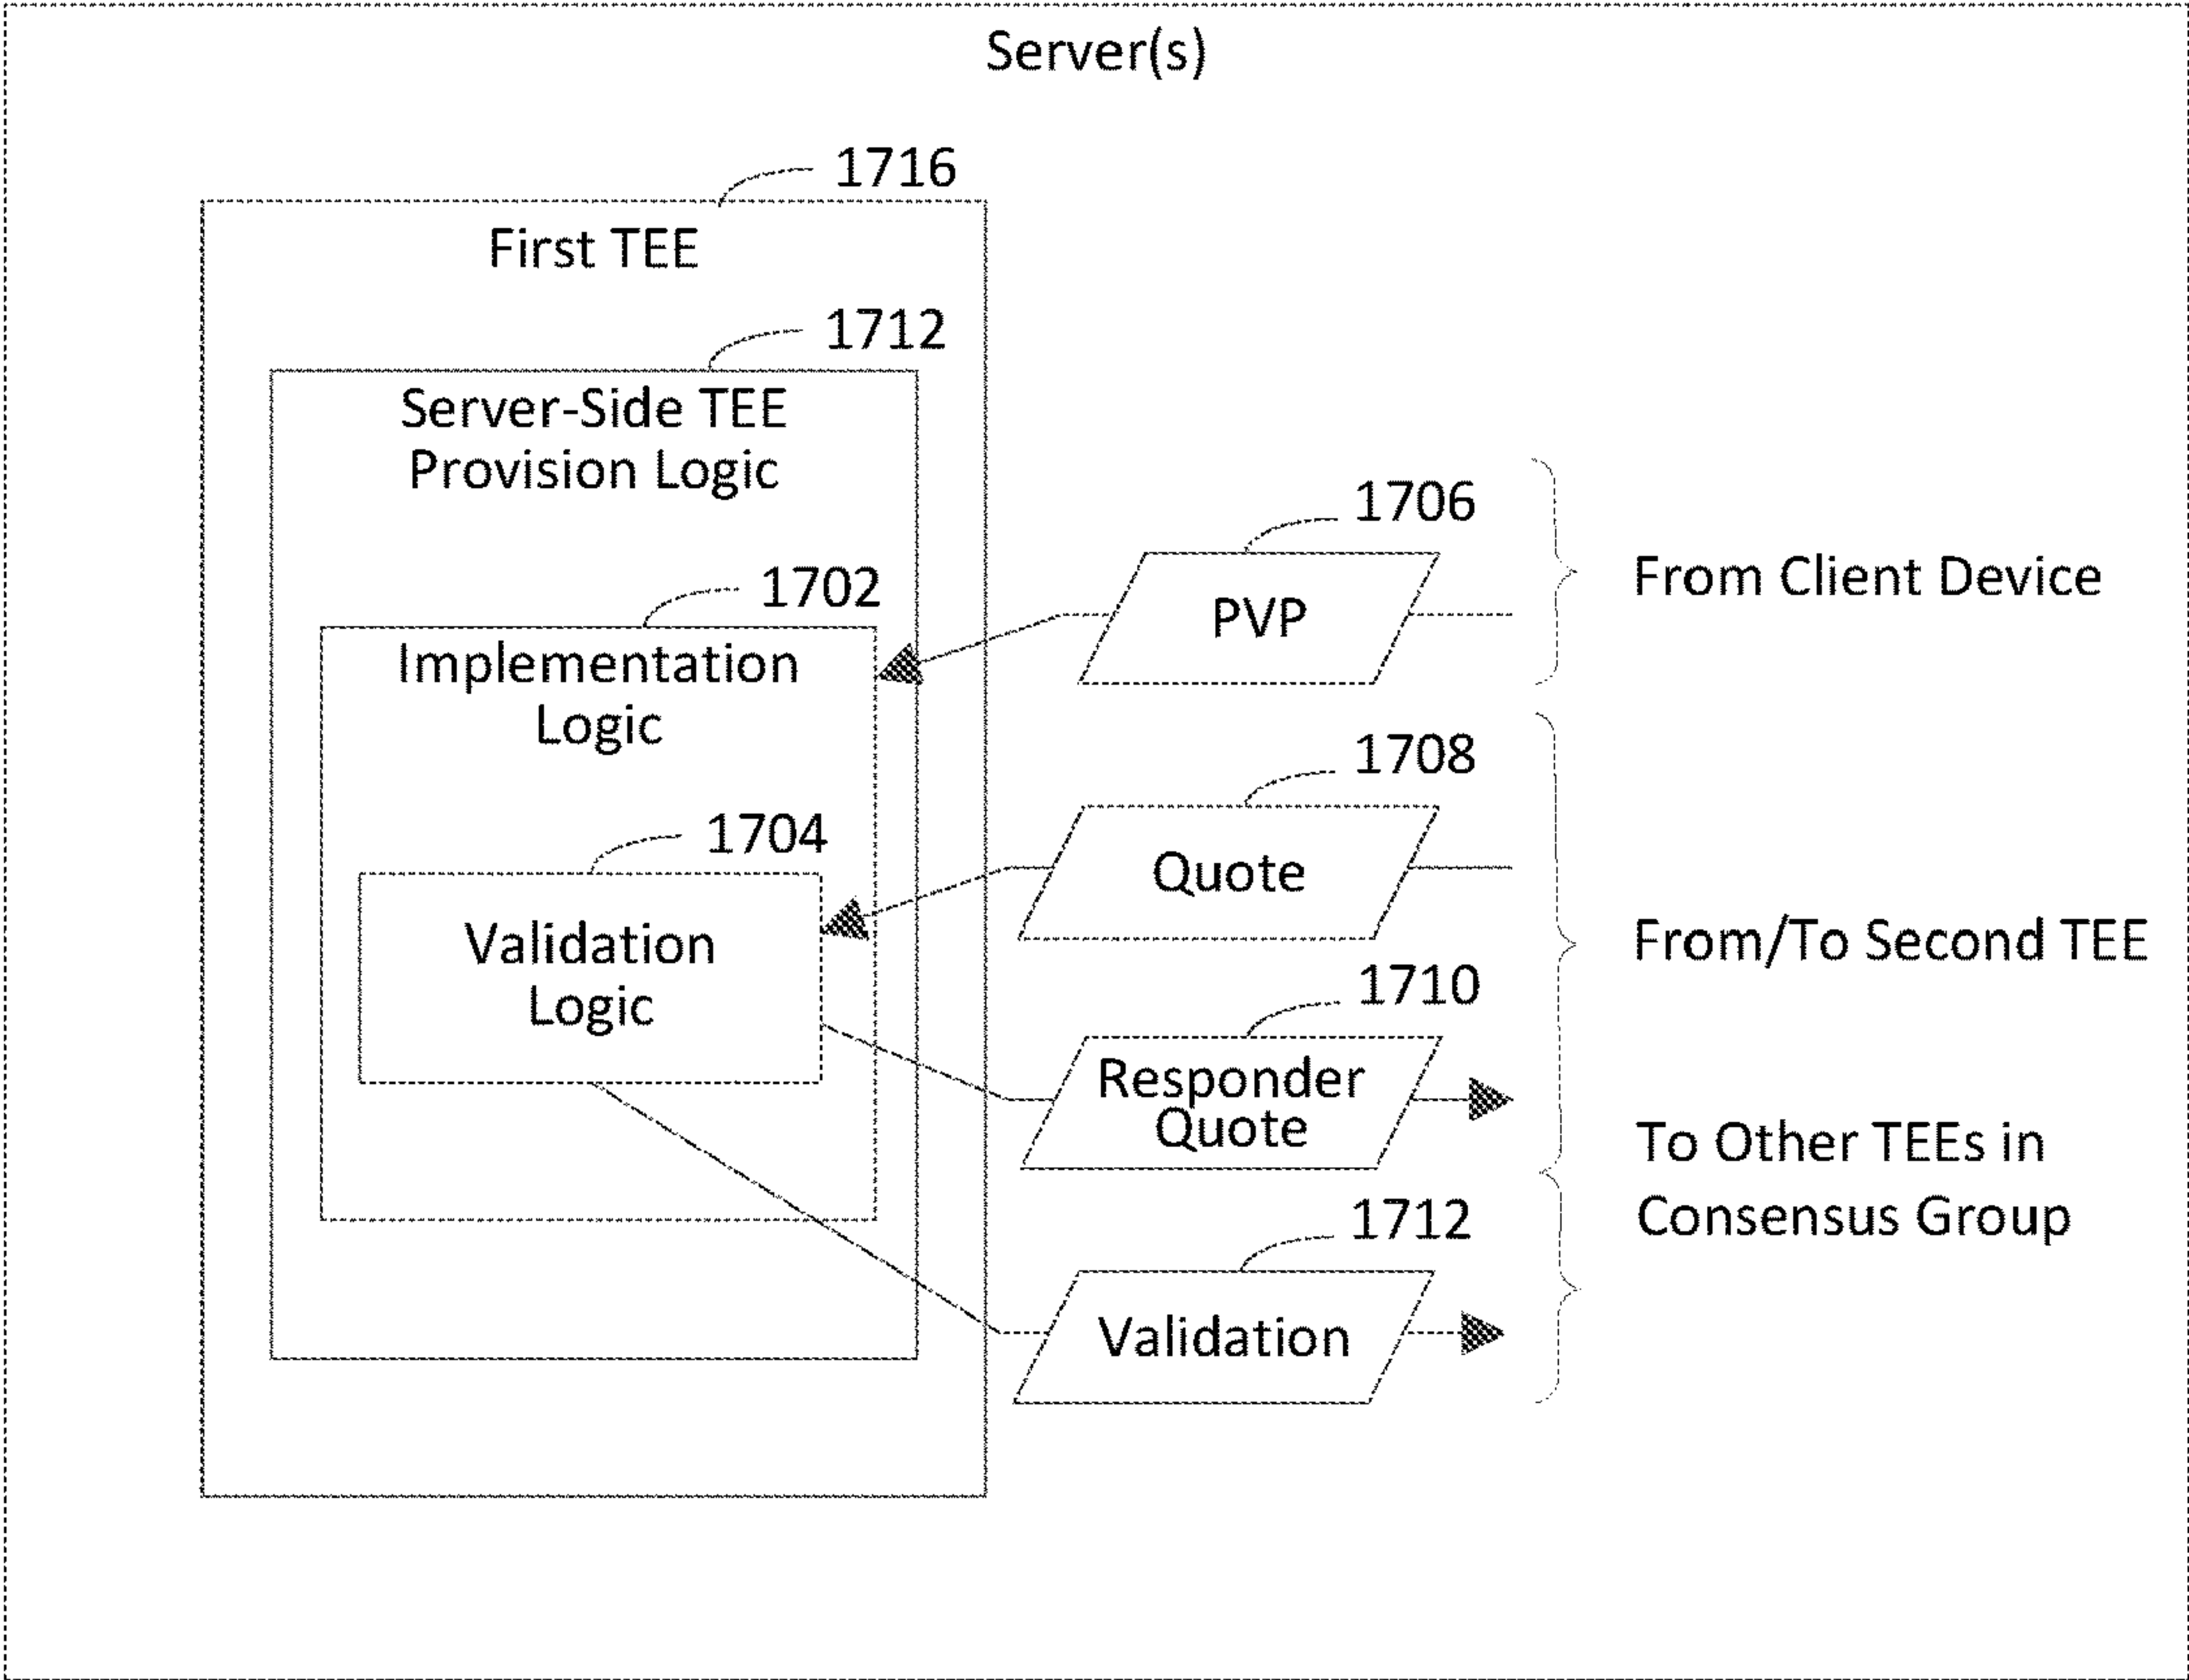 Server(s)
1716
First TEE
1712
Server-Side TEE
Provision Logic
1702
Implementation
Logic
1704
Validation
Logic
1706
PVP
From Client Device
1708
Quote
From/To Second TEE
1710
Responder
Quote
To Other TEEs in
Consensus Group
1712
Validation